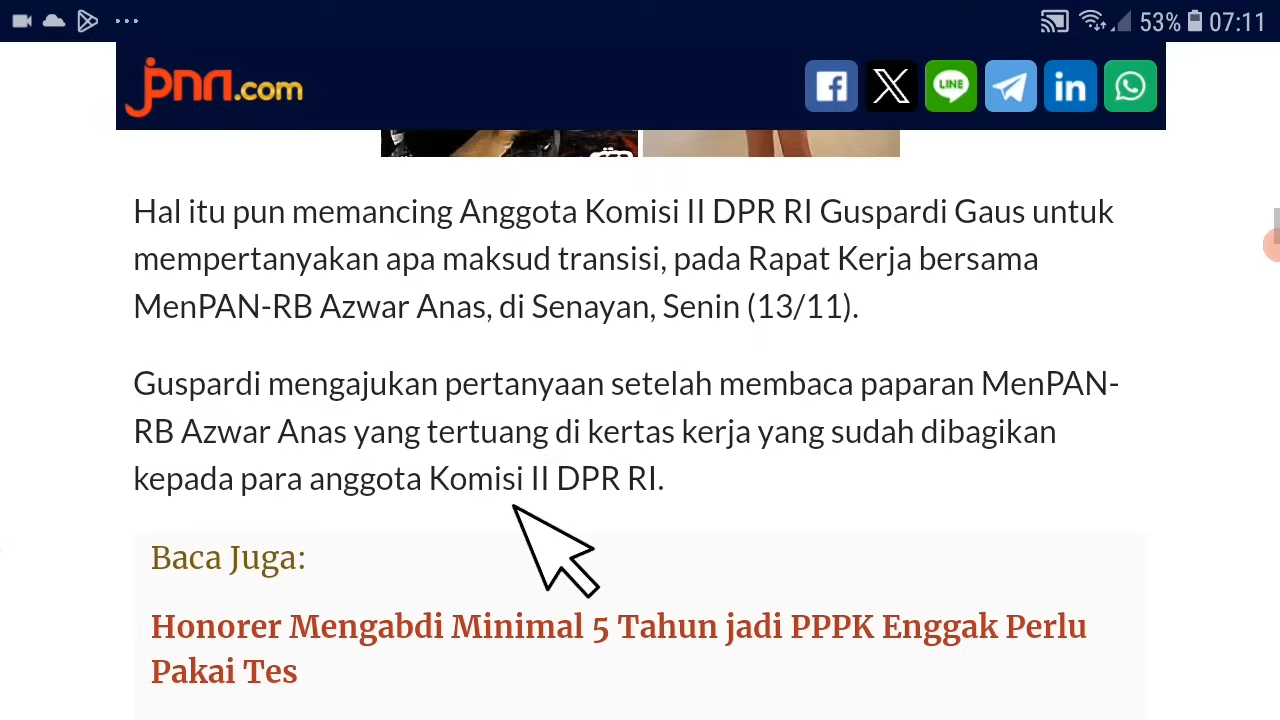 53% 07:11
jpnn.com
LINE
Hal itu pun memancing Anggota Komisi II DPR RI Guspardi Gaus untuk
mempertanyakan apa maksud transisi, pada Rapat Kerja bersama
MenPAN-RB Azwar Anas, di Senayan, Senin (13/11).
Guspardi mengajukan pertanyaan setelah membaca paparan MenPAN-
RB Azwar Anas yang tertuang di kertas kerja yang sudah dibagikan
kepada para anggota Komisi II DPR RI.
Baca Juga:
Honorer Mengabdi Minimal 5 Tahun jadi PPPK Enggak Perlu
Pakai Tes